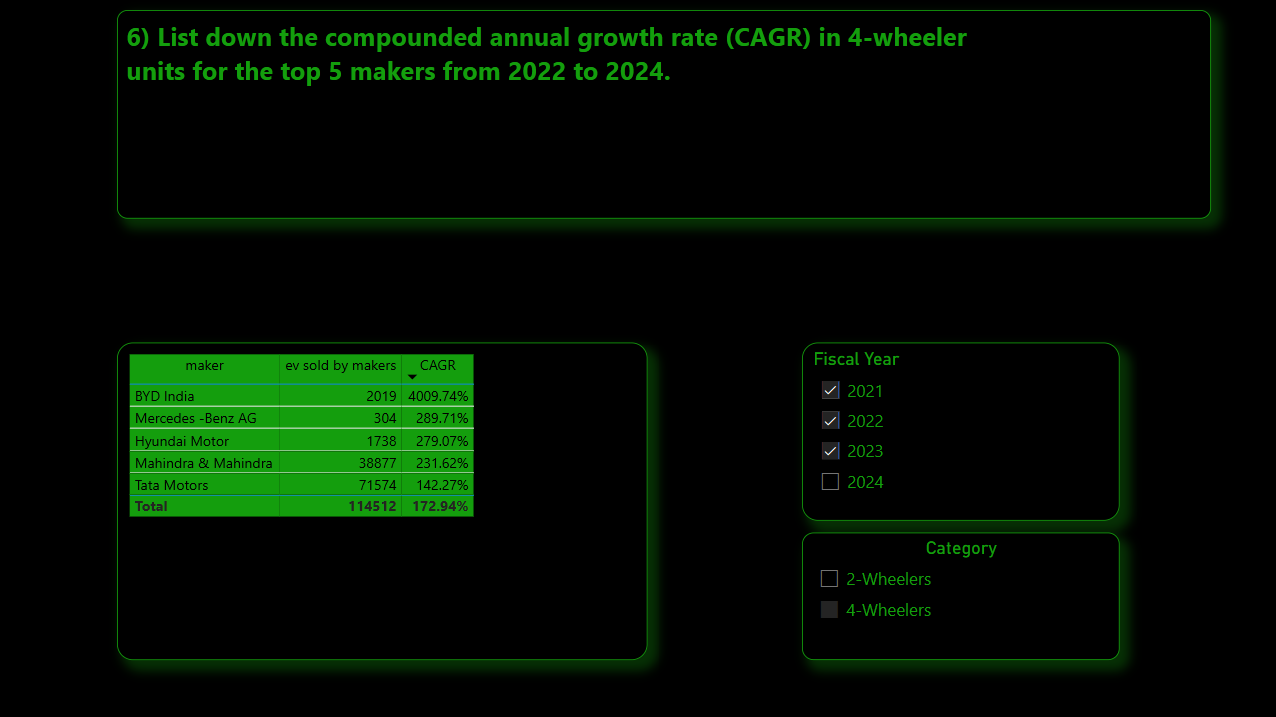 6) List down the compounded annual growth rate (CAGR) in 4-wheeler
units for the top 5 makers from 2022 to 2024.
maker ev sold by makers CAGR
BYD India 2019 4009.74%
Mercedes -Benz AG 304 289.71%
Hyundai Motor 1738 279.07%
Mahindra & Mahindra 38877 231.62%
Tata Motors 71574 142.27%
Total 114512 172.94%
Fiscal Year
2021
2022
2023
2024
Category
2-Wheelers
4-Wheelers